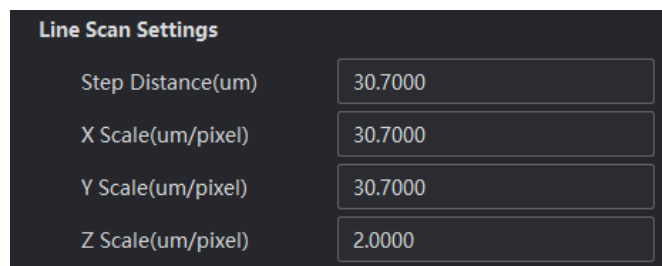 Line Scan Settings
Step Distance(um) 30.7000
X Scale(um/pixel) 30.7000
Y Scale(um/pixel) 30.7000
Z Scale(um/pixel) 2.0000